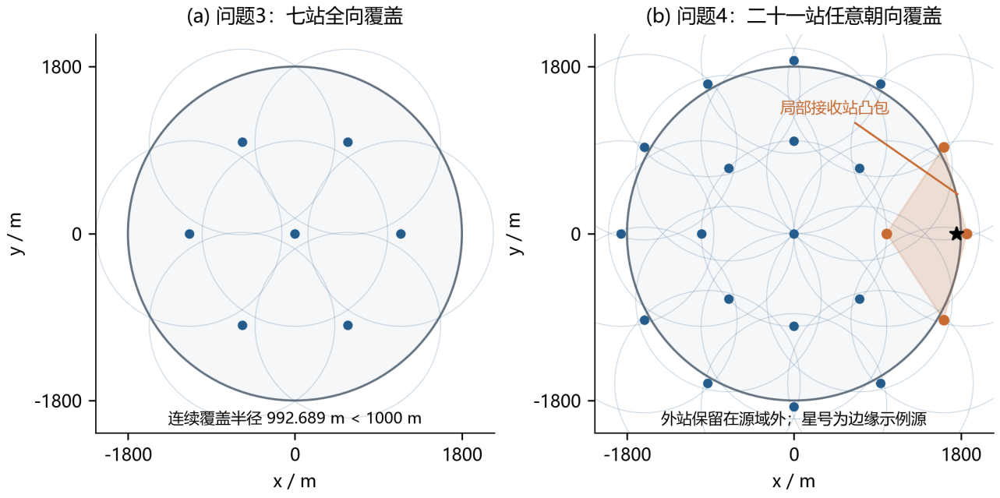 (a) 问题3：七站全向覆盖
1800
0
-1800
y / m
连续覆盖半径 992.689 m < 1000 m
-1800
0
1800
x / m
(b) 问题4：二十一站任意朝向覆盖
1800
0
-1800
y / m
局部接收站凸包
外站保留在源域外；星号为边缘示例源
-1800
0
1800
x / m